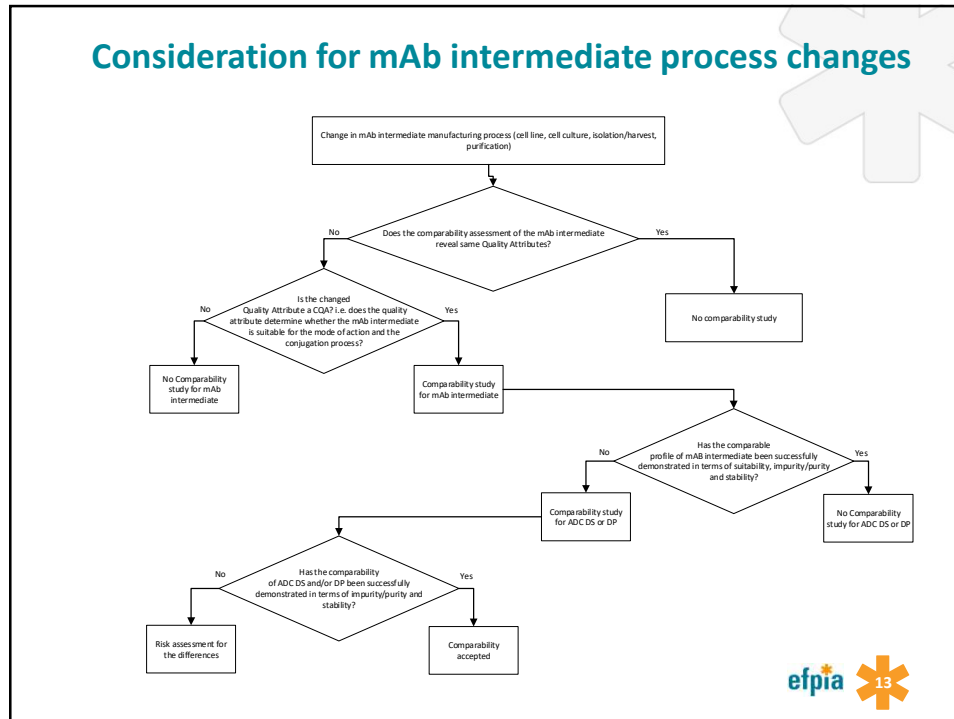 Consideration for mAb intermediate process changes
Change in mAb intermediate manufacturing process (cell line, cell culture, isolation/harvest,
purification)
Does the comparability assessment of the mAb intermediate
reveal same Quality Attributes?
No
Yes
Is the changed
Quality Attribute a CQA? i.e. does the quality
attribute determine whether the mAb intermediate
is suitable for the mode of action and the
conjugation process?
No
Yes
No comparability study
No Comparability
study for mAb
intermediate
Comparability study
for mAb intermediate
Has the comparable
profile of mAB intermediate been successfully
demonstrated in terms of suitability, impurity/purity
and stability?
No
Yes
Comparability study
for ADC DS or DP
No Comparability
study for ADC DS or DP
Has the comparability
of ADC DS and/or DP been successfully
demonstrated in terms of impurity/purity and
stability?
No
Yes
Risk assessment for
the differences
Comparability
accepted
efpia
13